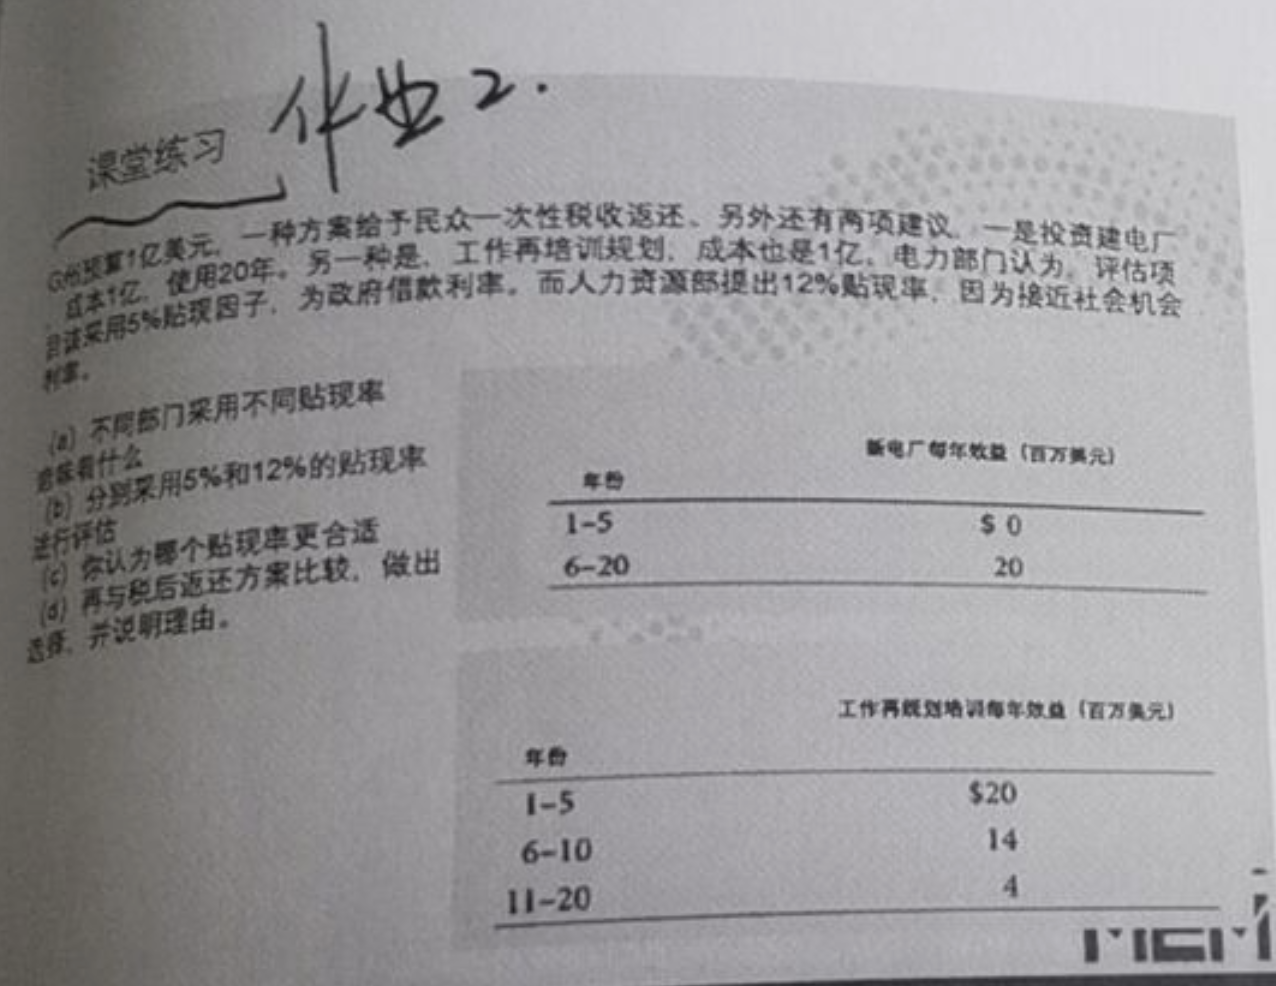 作业2.
课堂练习
G州预算1亿美元，一种方案给予民众一次性税收返还、另外还有两项建议，一是投资建电厂
，成本1亿，使用20年。另一种是，工作再培训规划，成本也是1亿。电力部门认为，评估项
目该采用5%贴现因子，为政府借款利率。而人力资源部提出12%贴现率，因为接近社会机会
利率。
(a) 不同部门采用不同贴现率
意味着什么
(b) 分别采用5%和12%的贴现率
进行评估
(c) 你认为哪个贴现率更合适
(d) 再与税后返还方案比较，做出
选择，并说明理由。
新电厂每年效益（百万美元）
年份
1-5 $ 0
6-20 20
工作再规划培训每年效益（百万美元）
年份
1-5 $20
6-10 14
11-20 4